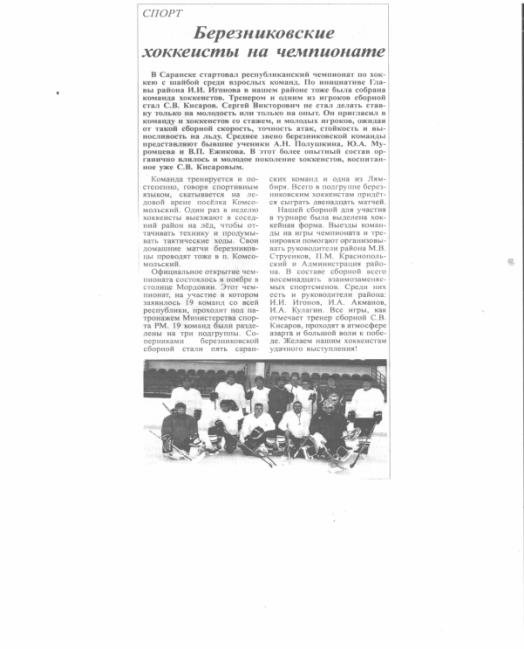 СПОРТ
Березниковские
хоккеисты на чемпионате
В Саранске стартовал республиканский чемпионат по хок-
кею с шайбой среди взрослых команд. По инициативе Гла-
вы района И.И. Игонова в нашем районе тоже была собрана
команда хоккеистов. Тренером и одним из игроков сборной
стал С.В. Кисаров. Сергей Викторович не стал делать став-
ку только на молодость или только на опыт. Он пригласил в
команду и хоккеистов со стажем, и молодых игроков, ожидая
от такой сборной скорость, точность атак, стойкость и вы-
носливость на льду. Среднее звено березниковской команды
представляют бывшие ученики А.Н. Полушкина, Ю.А. Му-
ромцева и В.П. Ежикова. В этот более опытный состав ор-
ганично влилось и молодое поколение хоккеистов, воспитан-
ное уже С.В. Кисаровым.
Команда тренируется и по-
степенно, говоря спортивным
языком, скатывается на ле-
довой арене посёлка Комсо-
мольский. Один раз в неделю
хоккеисты выезжают в сосед-
ний район на лёд, чтобы от-
тачивать технику и продумы-
вать тактические ходы. Свои
домашние матчи березников-
цы проводят тоже в п. Комсо-
мольский.
Официальное открытие чем-
пионата состоялось в ноябре в
столице Мордовии. Этот чем-
пионат, на участие в котором
заявилось 19 команд со всей
республики, проходит под па-
тронажем Министерства спор-
та РМ. 19 команд были разде-
лены на три подгруппы. Со-
перниками березниковской
сборной стали пять саран-
ских команд и одна из Лям-
биря. Всего в подгруппе берез-
никовским хоккеистам придёт-
ся сыграть двенадцать матчей.
Нашей сборной для участия
в турнире была выделена хок-
кейная форма. Выезды коман-
ды на игры чемпионата и тре-
нировки помогают организовы-
вать руководители района М.В.
Струенков, П.М. Краснополь-
ский и Администрация райо-
на. В составе сборной всего
восемнадцать взаимозаменяе-
мых спортсменов. Среди них
есть и руководители района:
И.И. Игонов, И.А. Акманов,
И.А. Кулагин. Все игры, как
отмечает тренер сборной С.В.
Кисаров, проходят в атмосфере
азарта и большой воли к побе-
де. Желаем нашим хоккеистам
удачного выступления!